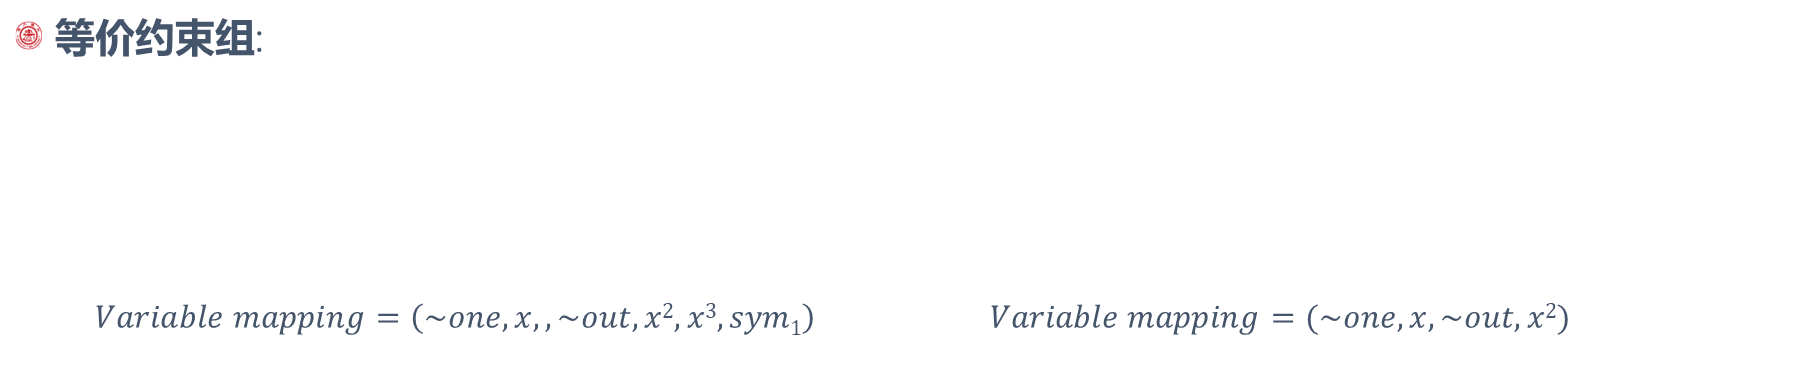 等价约束组:
Variable mapping = (~one, x, , ~out, x², x³, sym₁)
Variable mapping = (~one, x, ~out, x²)